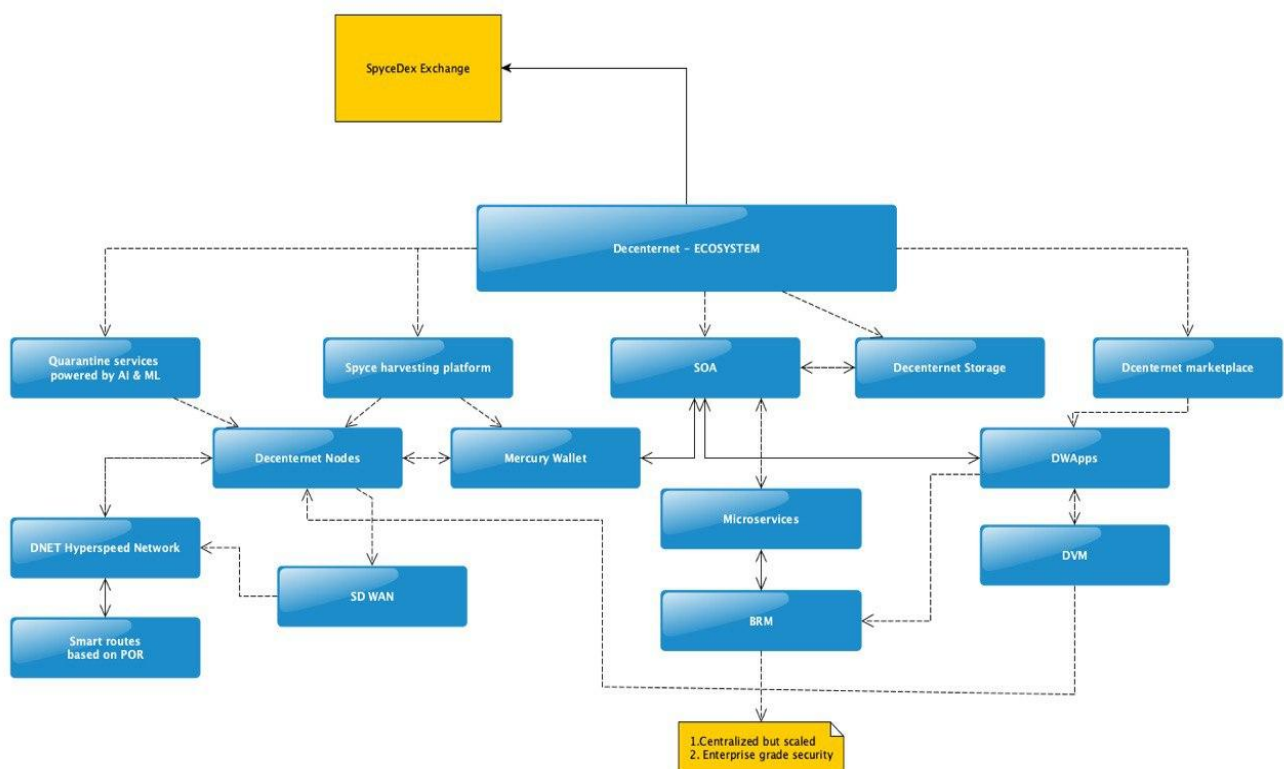 SpyceDex Exchange
Decenternet - ECOSYSTEM
Quarantine services
powered by AI & ML
Spyce harvesting platform
SOA
Decenternet Storage
Dcenternet marketplace
Decenternet Nodes
Mercury Wallet
DWApps
Microservices
DNET Hyperspeed Network
DVM
SD WAN
BRM
Smart routes
based on POR
1.Centralized but scaled
2. Enterprise grade security